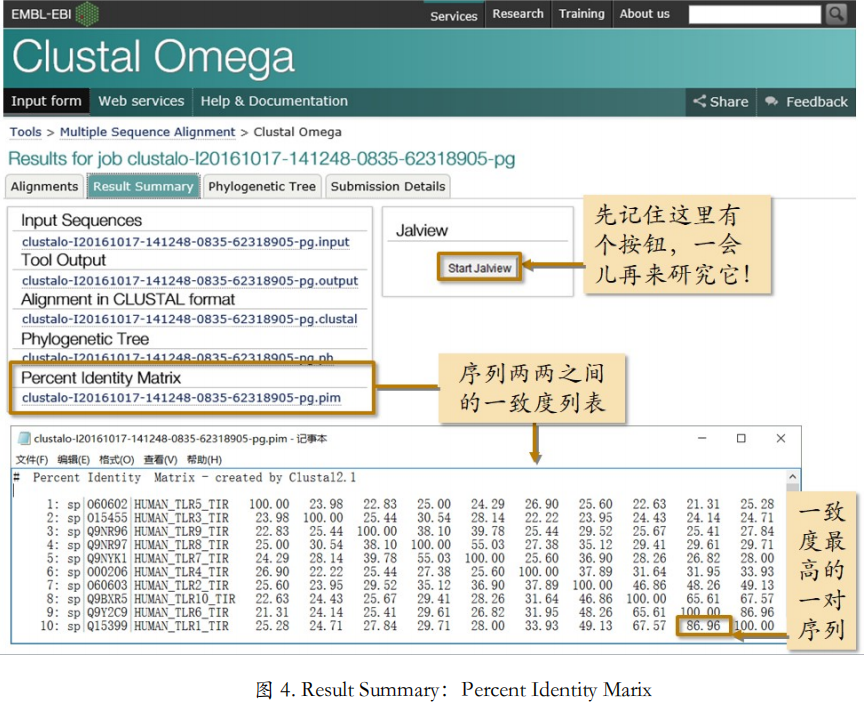 EMBL-EBI
Services Research Training About us
Clustal Omega
Input form Web services Help & Documentation Share Feedback
Tools > Multiple Sequence Alignment > Clustal Omega
Results for job clustalo-I20161017-141248-0835-62318905-pg
Alignments Result Summary Phylogenetic Tree Submission Details
Input Sequences
clustalo-I20161017-141248-0835-62318905-pg.input
Tool Output
clustalo-I20161017-141248-0835-62318905-pg.output
Alignment in CLUSTAL format
clustalo-I20161017-141248-0835-62318905-pg.clustal
Phylogenetic Tree
clustalo-I20161017-141248-0835-62318905-pg.ph
Percent Identity Matrix
clustalo-I20161017-141248-0835-62318905-pg.pim
Jalview
Start Jalview
先记住这里有
个按钮，一会
儿再来研究它！
序列两两之间
的一致度列表
clustalo-I20161017-141248-0835-62318905-pg.pim - 记事本
文件(F) 编辑(E) 格式(O) 查看(V) 帮助(H)
# Percent Identity Matrix - created by Clustal2.1
1: sp|O60602|HUMAN_TLR5_TIR 100.00 23.98 22.83 25.00 24.29 26.90 25.60 22.63 21.31 25.28
2: sp|O15455|HUMAN_TLR3_TIR 23.98 100.00 25.44 30.54 28.14 22.22 23.95 24.43 24.14 24.71
3: sp|Q9NR96|HUMAN_TLR9_TIR 22.83 25.44 100.00 38.10 39.78 25.44 29.52 25.67 25.41 27.84
4: sp|Q9NR97|HUMAN_TLR8_TIR 25.00 30.54 38.10 100.00 55.03 27.38 35.12 29.41 29.61 29.71
5: sp|Q9NYK1|HUMAN_TLR7_TIR 24.29 28.14 39.78 55.03 100.00 25.60 36.90 28.26 26.82 28.00
6: sp|O00206|HUMAN_TLR4_TIR 26.90 22.22 25.44 27.38 25.60 100.00 37.89 31.64 31.95 33.93
7: sp|O60603|HUMAN_TLR2_TIR 25.60 23.95 29.52 35.12 36.90 37.89 100.00 46.86 48.26 49.13
8: sp|Q9BXR5|HUMAN_TLR10_TIR 22.63 24.43 25.67 29.41 28.26 31.64 46.86 100.00 65.61 67.57
9: sp|Q9Y2C9|HUMAN_TLR6_TIR 21.31 24.14 25.41 29.61 26.82 31.95 48.26 65.61 100.00 86.96
10: sp|Q15399|HUMAN_TLR1_TIR 25.28 24.71 27.84 29.71 28.00 33.93 49.13 67.57 86.96 100.00
一致
度最
高的
一对
序列
图 4. Result Summary：Percent Identity Marix